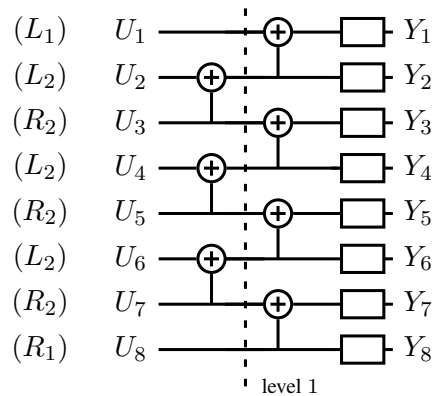 (L₁) U₁ Y₁
(L₂) U₂ Y₂
(R₂) U₃ Y₃
(L₂) U₄ Y₄
(R₂) U₅ Y₅
(L₂) U₆ Y₆
(R₂) U₇ Y₇
(R₁) U₈ Y₈
level 1